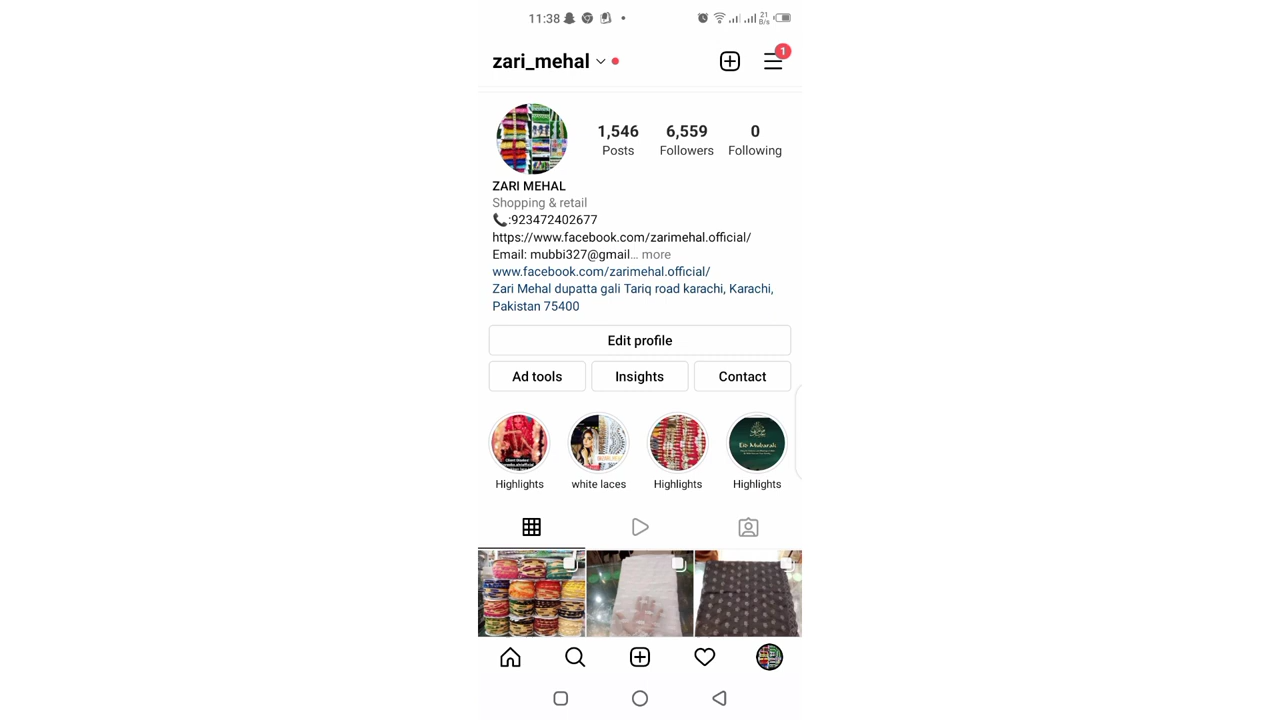 11:38
21
B/s
zari_mehal
1
1,546
6,559
0
Posts
Followers
Following
ZARI MEHAL
Shopping & retail
:923472402677
https://www.facebook.com/zarimehal.official/
Email: mubbi327@gmail... more
www.facebook.com/zarimehal.official/
Zari Mehal dupatta gali Tariq road karachi, Karachi,
Pakistan 75400
Edit profile
Ad tools
Insights
Contact
Eid Mubarak
Highlights
white laces
Highlights
Highlights